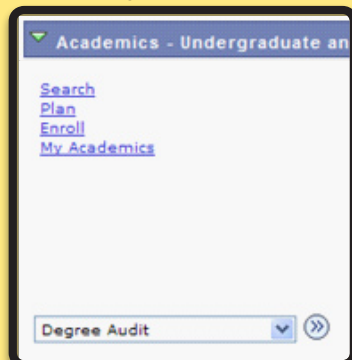 Academics - Undergraduate an
Search
Plan
Enroll
My Academics
Degree Audit